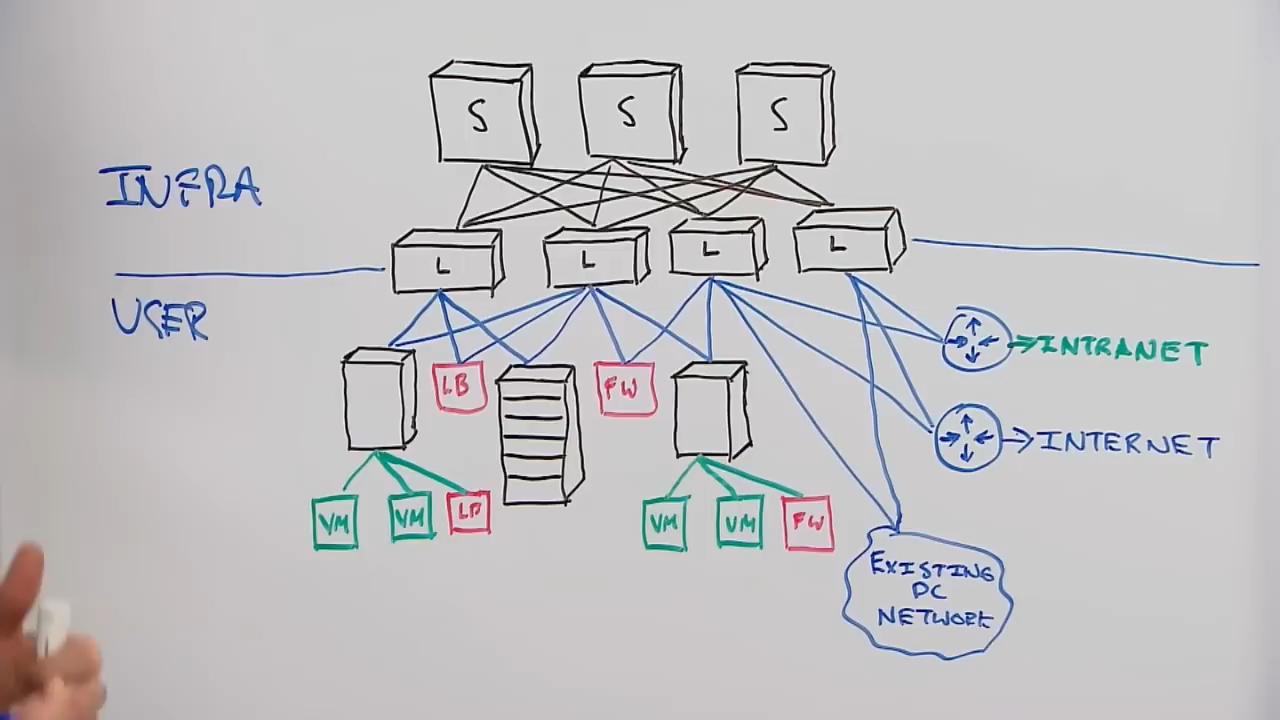 S S S
INFRA
L L L L
USER
INTRANET
LB FW
INTERNET
VM VM LB VM VM FW
EXISTING
DC
NETWORK